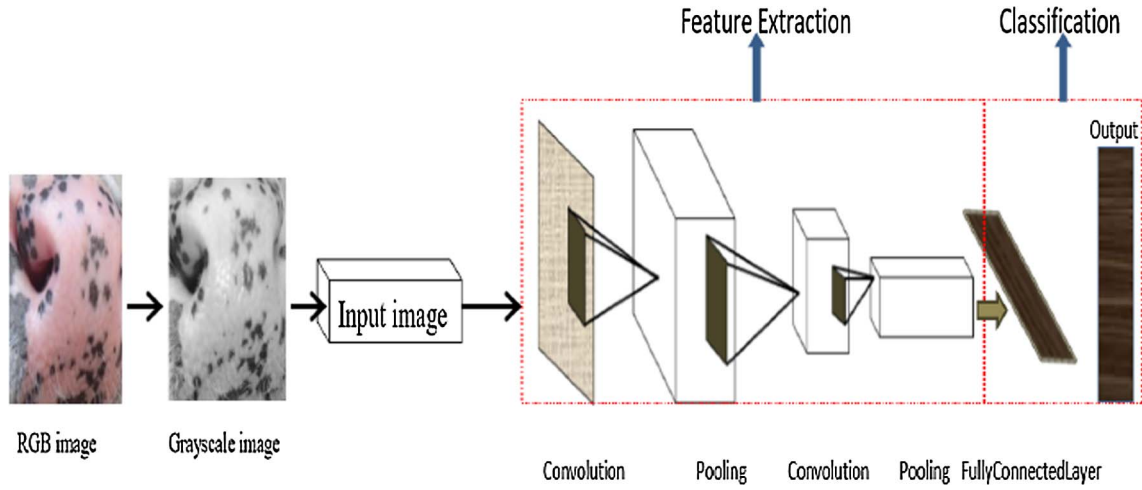 Feature Extraction
Classification
Output
Input image
RGB image
Grayscale image
Convolution
Pooling
Convolution
Pooling
FullyConnectedLayer